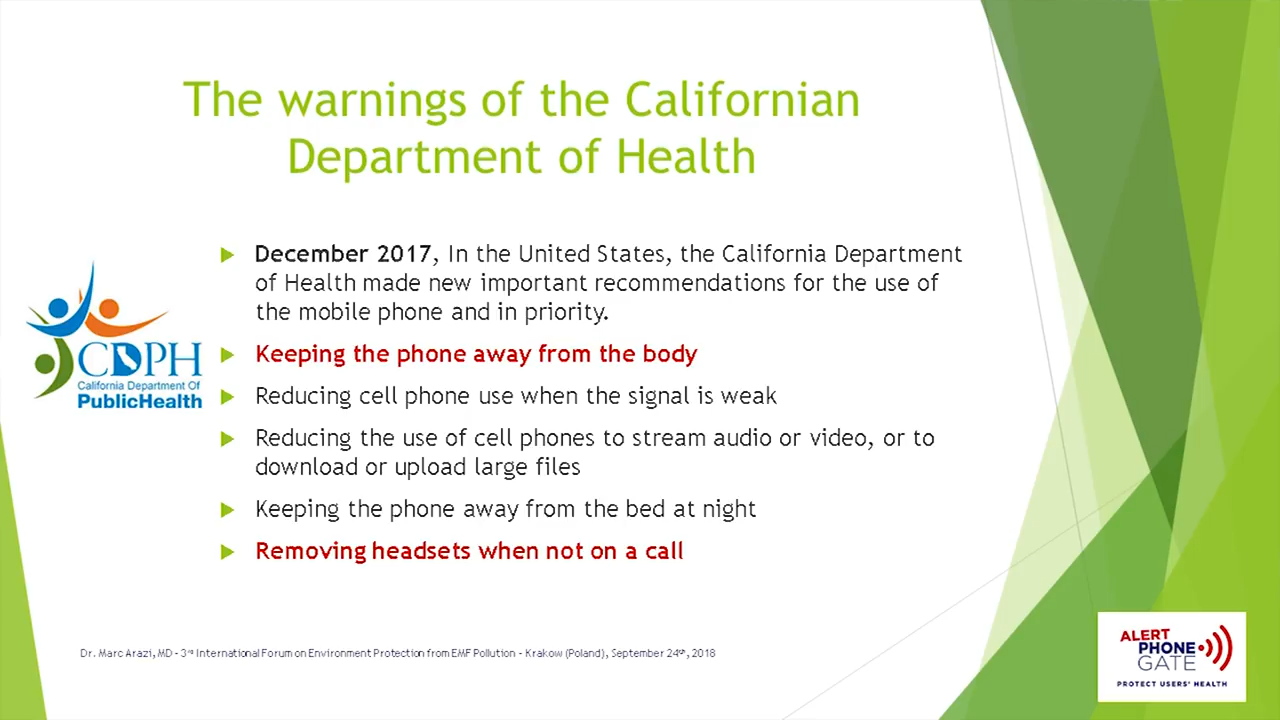 The warnings of the Californian
Department of Health
December 2017, In the United States, the California Department
of Health made new important recommendations for the use of
the mobile phone and in priority.
Keeping the phone away from the body
Reducing cell phone use when the signal is weak
Reducing the use of cell phones to stream audio or video, or to
download or upload large files
Keeping the phone away from the bed at night
Removing headsets when not on a call
CDPH
California Department Of
PublicHealth
Dr. Marc Arazi, MD - 3rd International Forum on Environment Protection from EMF Pollution - Krakow (Poland), September 24th, 2018
ALERT
PHONE
GATE
PROTECT USERS' HEALTH